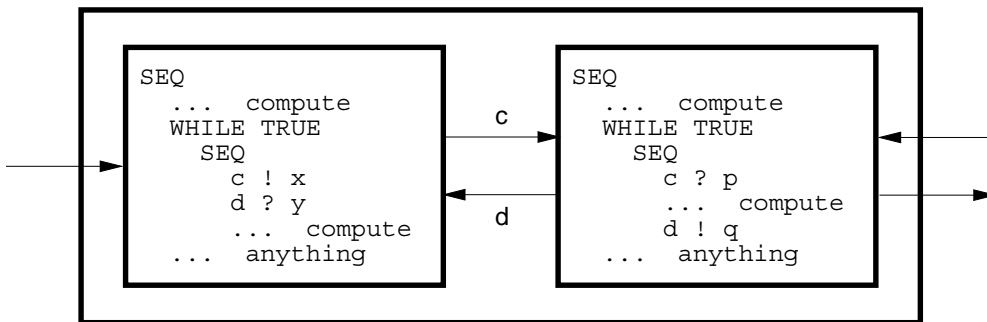 SEQ
... compute
WHILE TRUE
SEQ
c ! x
d ? y
... compute
... anything
c
d
SEQ
... compute
WHILE TRUE
SEQ
c ? p
... compute
d ! q
... anything